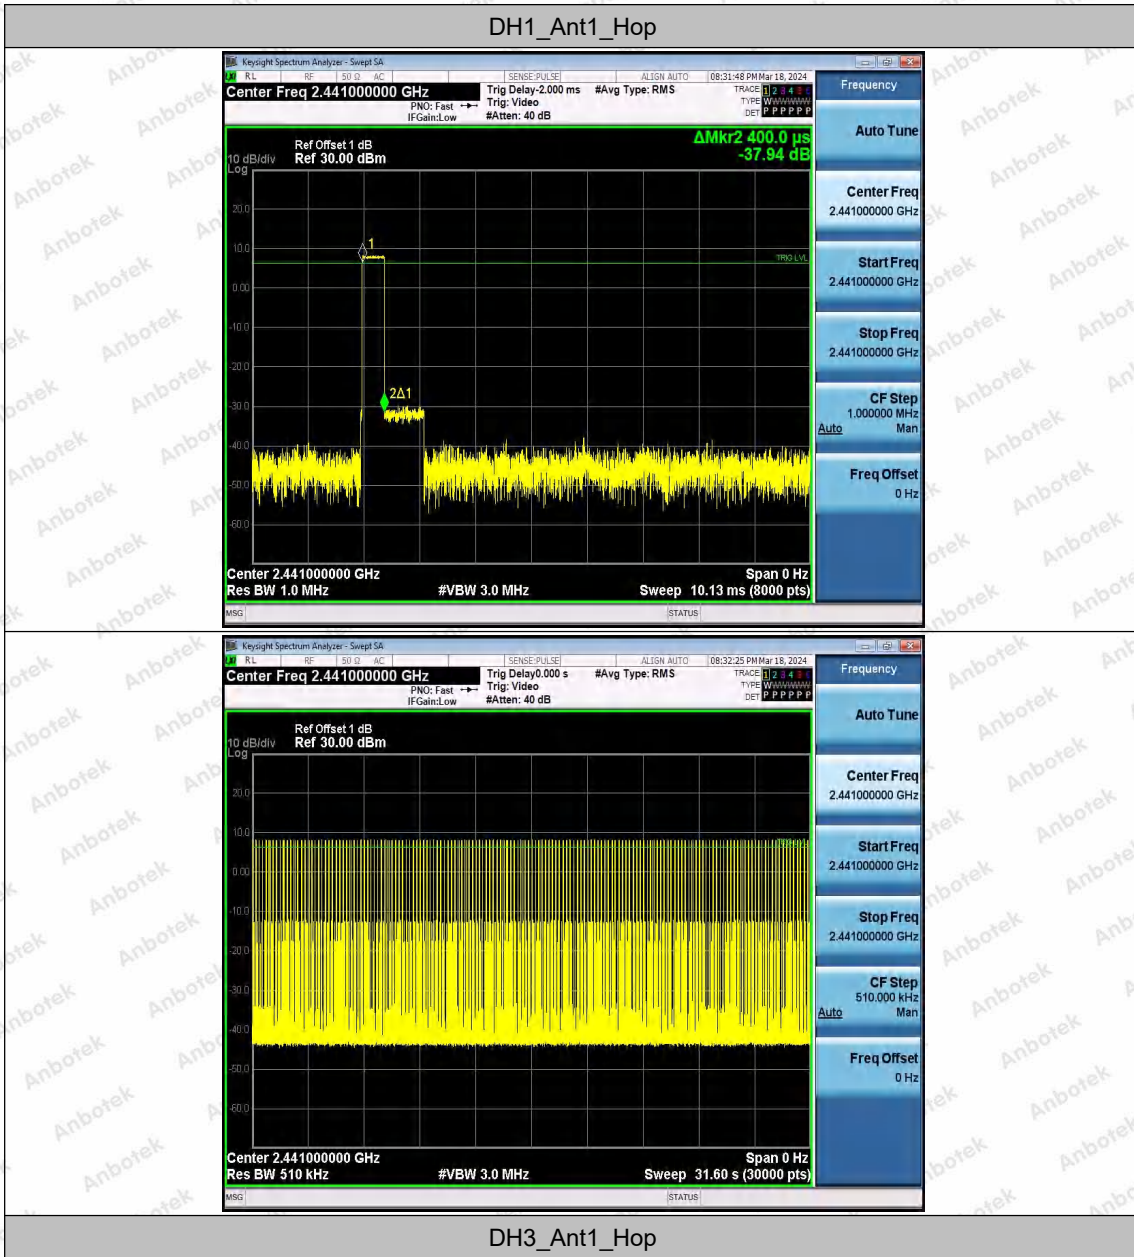 DH1_Ant1_Hop
Keysight Spectrum Analyzer - Swept SA
RL RF 50 Ω AC SENSE:PULSE ALIGN AUTO 08:31:48 PM Mar 18, 2024
Center Freq 2.441000000 GHz
PNO: Fast
IFGain:Low
Trig Delay-2.000 ms
Trig: Video
#Atten: 40 dB
#Avg Type: RMS
TRACE 1 2 3 4 5 6
TYPE WWWWWW
DET P P P P P P
Frequency
ΔMkr2 400.0 µs
-37.94 dB
Ref Offset 1 dB
10 dB/div Ref 30.00 dBm
Log
20.0
10.0
0.00
-10.0
-20.0
-30.0
-40.0
-50.0
-60.0
1
TRIG LVL
2Δ1
Center 2.441000000 GHz Span 0 Hz
Res BW 1.0 MHz #VBW 3.0 MHz Sweep 10.13 ms (8000 pts)
MSG STATUS
Auto Tune
Center Freq
2.441000000 GHz
Start Freq
2.441000000 GHz
Stop Freq
2.441000000 GHz
CF Step
1.000000 MHz
Auto Man
Freq Offset
0 Hz
Keysight Spectrum Analyzer - Swept SA
RL RF 50 Ω AC SENSE:PULSE ALIGN AUTO 08:32:25 PM Mar 18, 2024
Center Freq 2.441000000 GHz
PNO: Fast
IFGain:Low
Trig Delay0.000 s
Trig: Video
#Atten: 40 dB
#Avg Type: RMS
TRACE 1 2 3 4 5 6
TYPE WWWWWW
DET P P P P P P
Frequency
Ref Offset 1 dB
10 dB/div Ref 30.00 dBm
Log
20.0
10.0
0.00
-10.0
-20.0
-30.0
-40.0
-50.0
-60.0
Center 2.441000000 GHz Span 0 Hz
Res BW 510 kHz #VBW 3.0 MHz Sweep 31.60 s (30000 pts)
MSG STATUS
Auto Tune
Center Freq
2.441000000 GHz
Start Freq
2.441000000 GHz
Stop Freq
2.441000000 GHz
CF Step
510.000 kHz
Auto Man
Freq Offset
0 Hz
DH3_Ant1_Hop
Anbotek